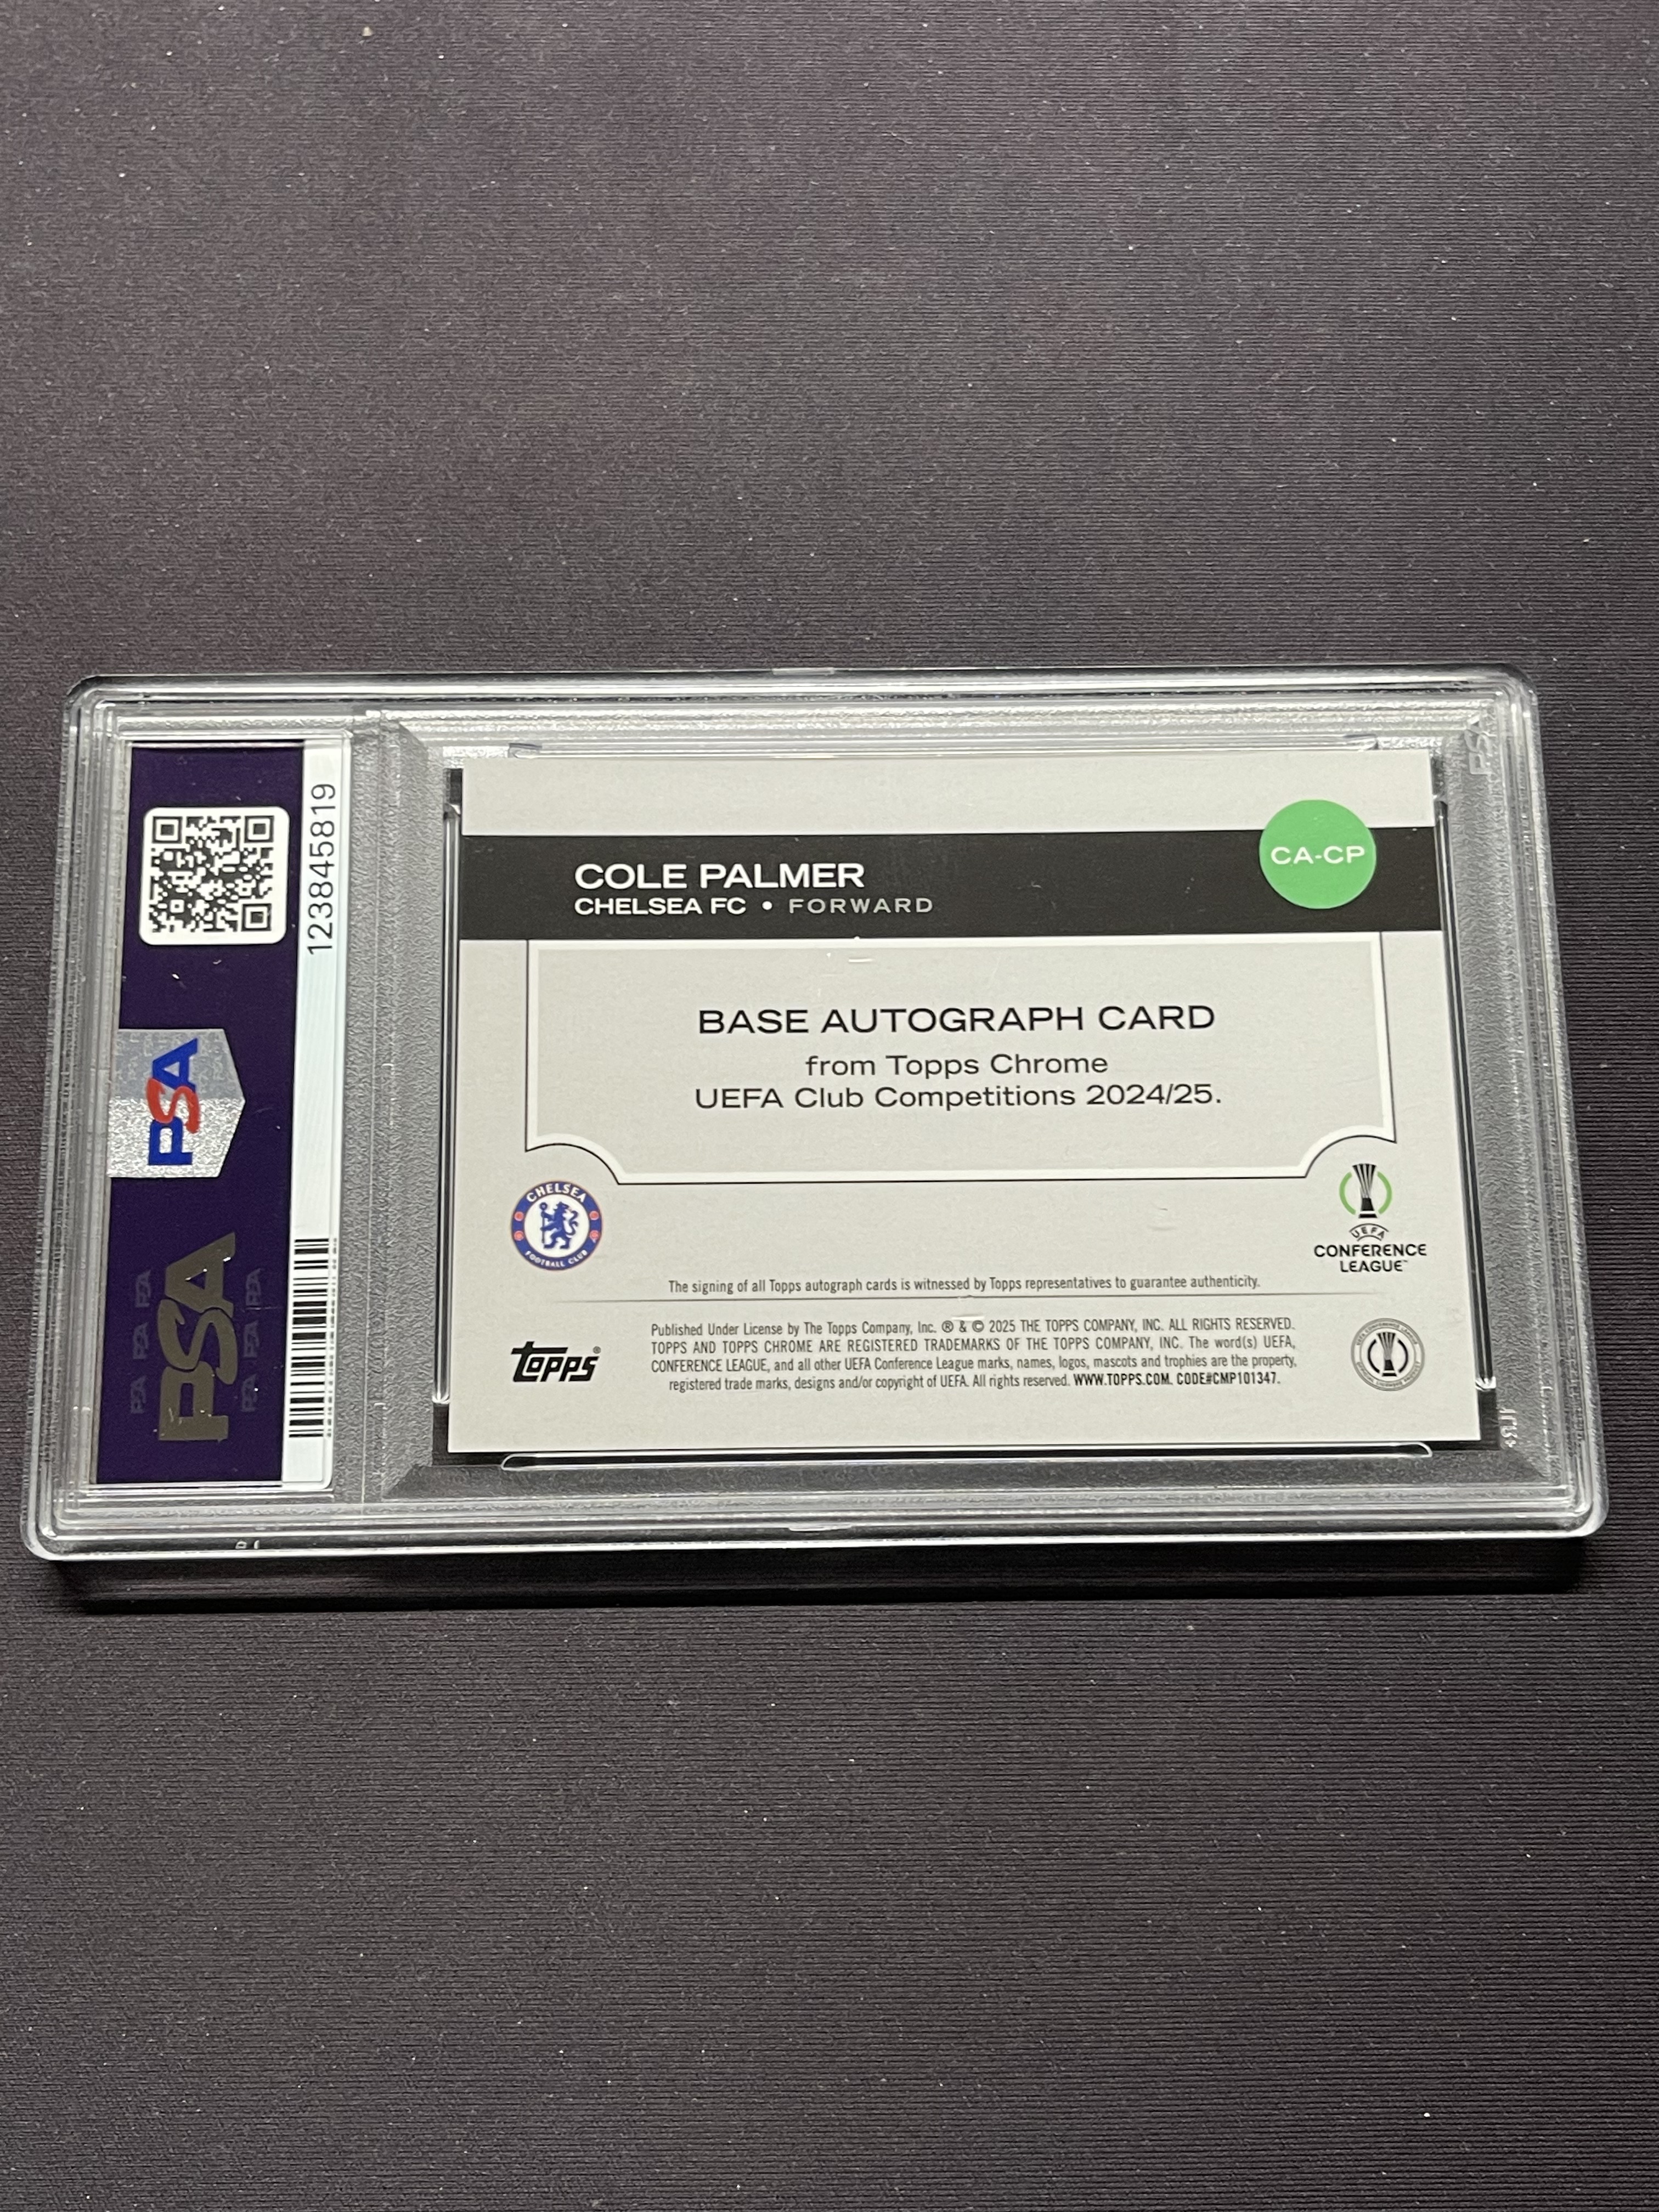 123845819
PSA
PSA
COLE PALMER
CHELSEA FC • FORWARD
CA-CP
BASE AUTOGRAPH CARD
from Topps Chrome
UEFA Club Competitions 2024/25.
CHELSEA
FOOTBALL CLUB
UEFA
CONFERENCE
LEAGUE™
The signing of all Topps autograph cards is witnessed by Topps representatives to guarantee authenticity.
topps®
Published Under License by The Topps Company, Inc. ® & © 2025 THE TOPPS COMPANY, INC. ALL RIGHTS RESERVED.
TOPPS AND TOPPS CHROME ARE REGISTERED TRADEMARKS OF THE TOPPS COMPANY, INC. The word(s) UEFA,
CONFERENCE LEAGUE, and all other UEFA Conference League marks, names, logos, mascots and trophies are the property,
registered trade marks, designs and/or copyright of UEFA. All rights reserved. WWW.TOPPS.COM. CODE#CMP101347.